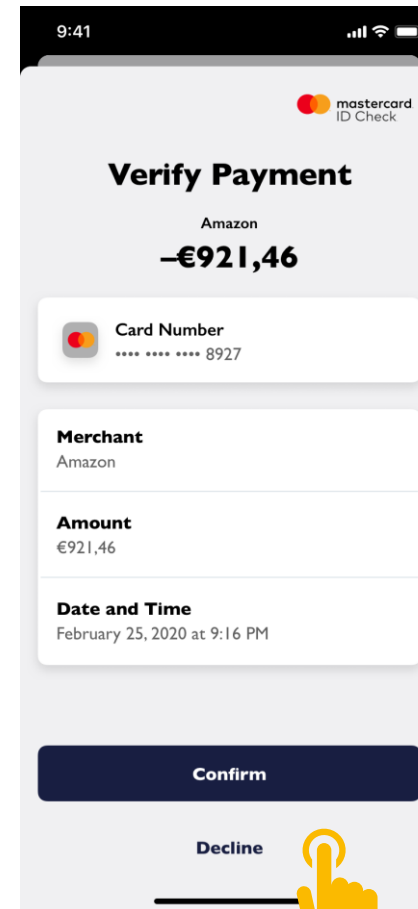 9:41
mastercard
ID Check
Verify Payment
Amazon
–€921,46
Card Number
•••• •••• •••• 8927
Merchant
Amazon
Amount
€921,46
Date and Time
February 25, 2020 at 9:16 PM
Confirm
Decline